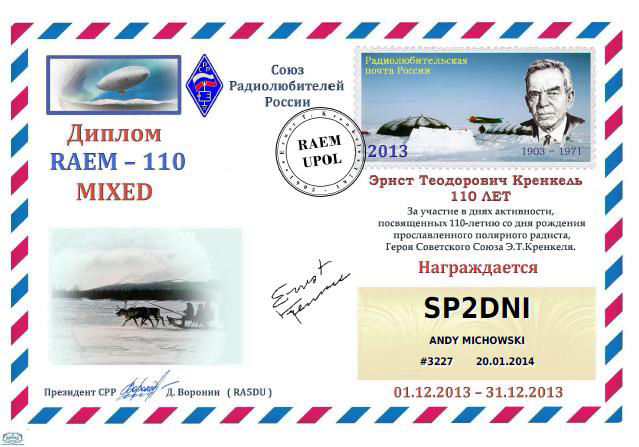 Союз
Радиолюбителей
России
Радиолюбительская
почта России
2013
1903 – 1971
Диплом
RAEM – 110
MIXED
RAEM
UPOL
Эрнст Теодорович Кренкель
110 ЛЕТ
За участие в днях активности,
посвященных 110-летию со дня рождения
прославленного полярного радиста,
Героя Советского Союза Э.Т.Кренкеля.
Награждается
Ernst
Krenkel
SP2DNI
ANDY MICHOWSKI
#3227 20.01.2014
Президент СРР Д. Воронин ( RA5DU )
01.12.2013 – 31.12.2013